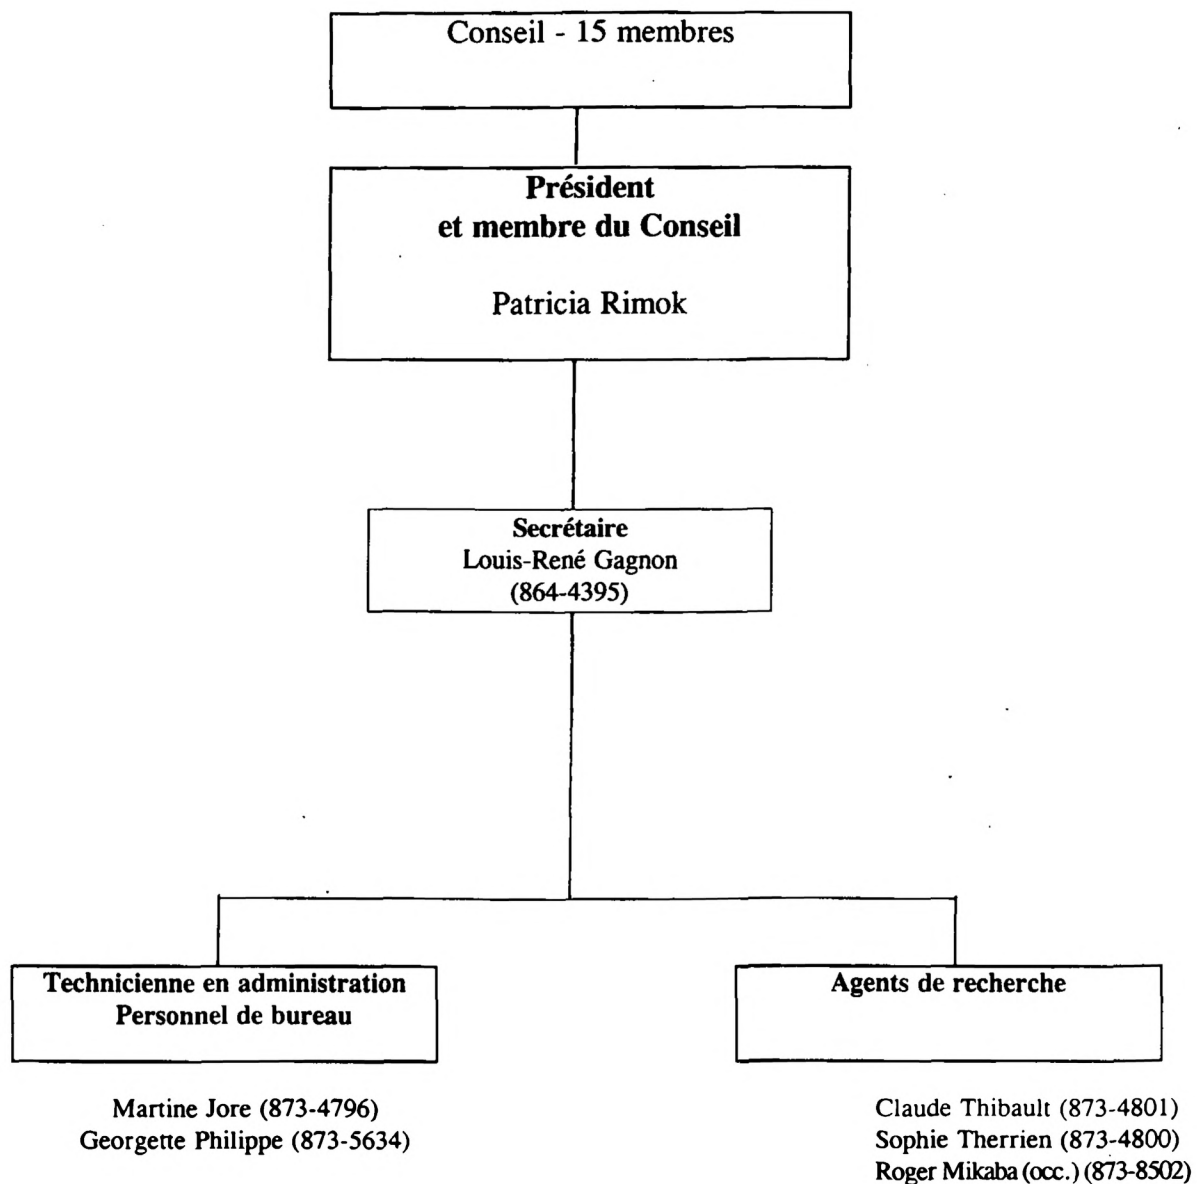 Conseil - 15 membres
Président
et membre du Conseil
Patricia Rimok
Secrétaire
Louis-René Gagnon
(864-4395)
Technicienne en administration
Personnel de bureau
Martine Jore (873-4796)
Georgette Philippe (873-5634)
Agents de recherche
Claude Thibault (873-4801)
Sophie Therrien (873-4800)
Roger Mikaba (occ.) (873-8502)